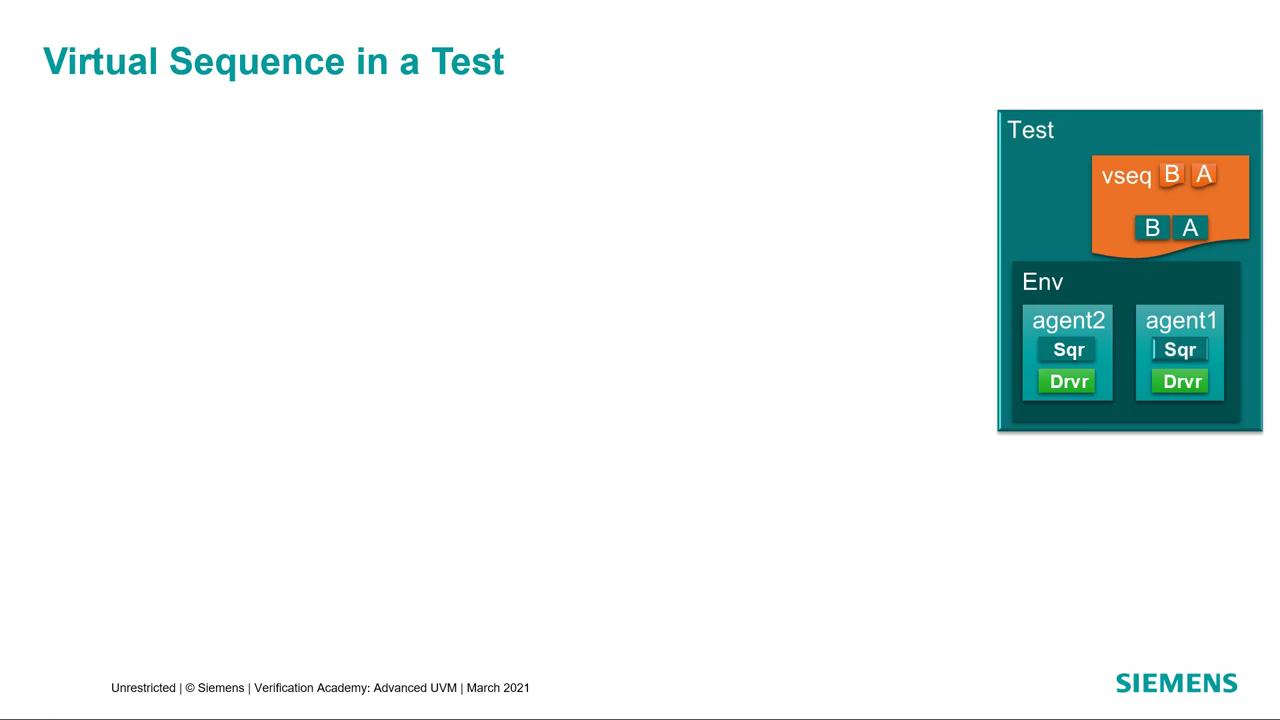 Virtual Sequence in a Test
Test
vseq B A
B A
Env
agent2 agent1
Sqr Sqr
Drvr Drvr
Unrestricted | © Siemens | Verification Academy: Advanced UVM | March 2021
SIEMENS